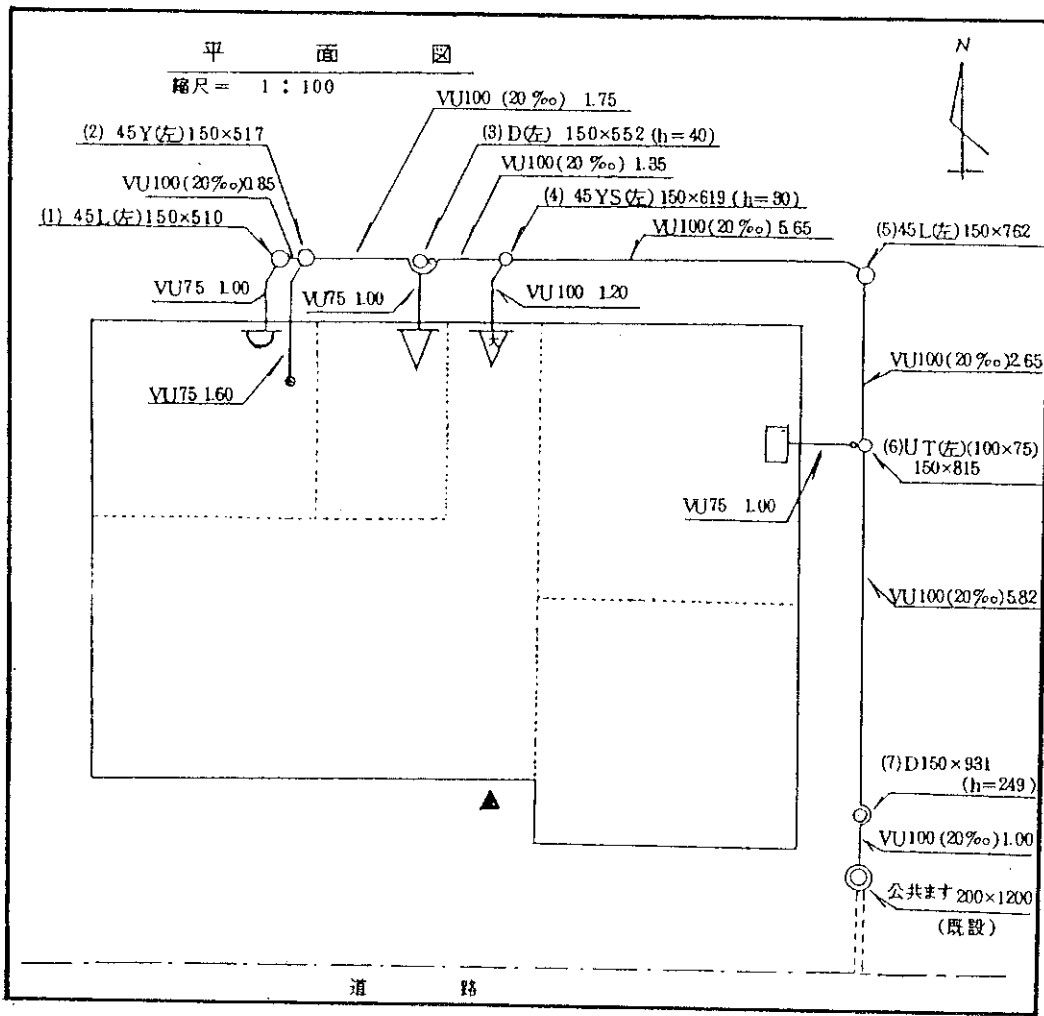 平面図
縮尺＝ 1：100
N
VU100 (20‰) 1.75
(2) 45Y(左)150×517
(3) D(左) 150×552 (h=40)
VU100(20‰)0.85
VU100(20‰) 1.35
(4) 45YS(左)150×619 (h=30)
(1) 45L(左)150×510
VU100(20‰) 5.65
(5)45L(左)150×762
VU75 1.00
VU75 1.00
VU100 1.20
VU100(20‰)2.65
VU75 1.60
(6)UT(左)(100×75)
150×815
VU75 1.00
VU100(20‰)5.82
(7)D150×931
(h=249)
VU100(20‰)1.00
公共ます 200×1200
(既設)
道路